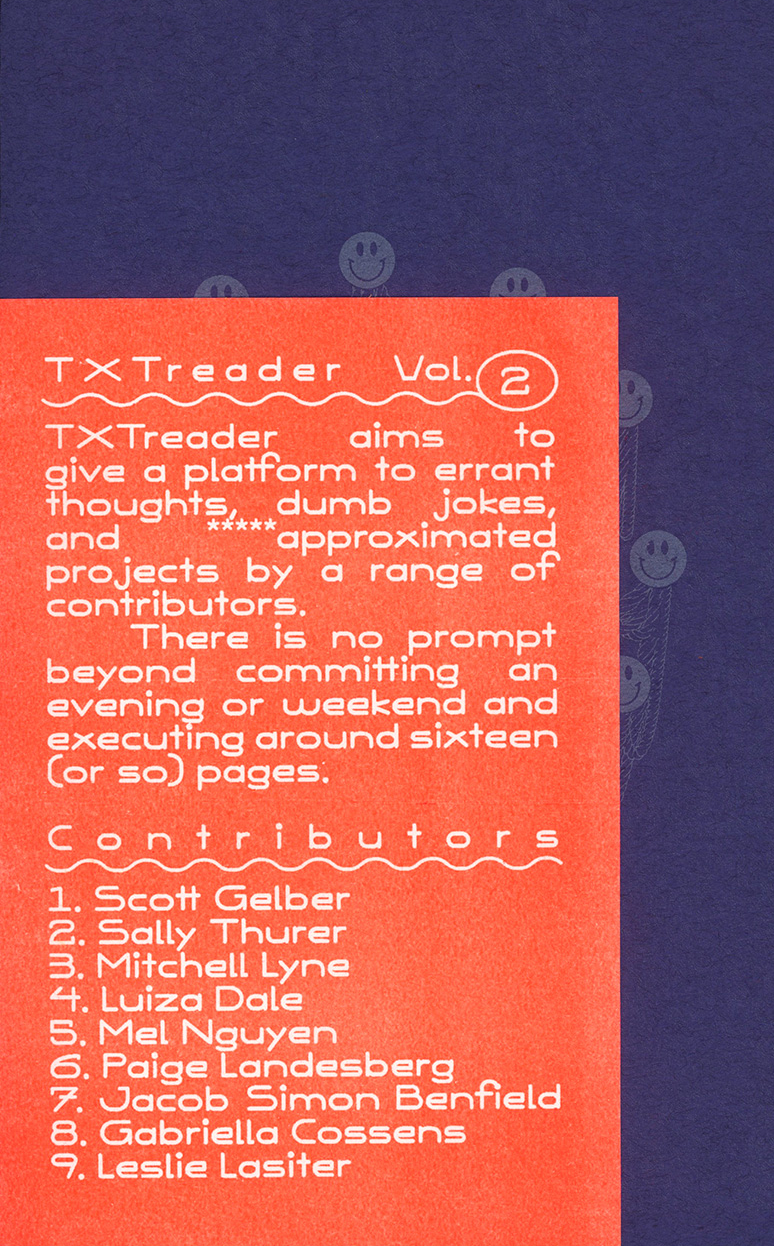 TXTreader Vol. 2
TXTreader aims to
give a platform to errant
thoughts, dumb jokes,
and *****approximated
projects by a range of
contributors.
There is no prompt
beyond committing an
evening or weekend and
executing around sixteen
(or so) pages.
Contributors
1. Scott Gelber
2. Sally Thurer
3. Mitchell Lyne
4. Luiza Dale
5. Mel Nguyen
6. Paige Landesberg
7. Jacob Simon Benfield
8. Gabriella Cossens
9. Leslie Lasiter